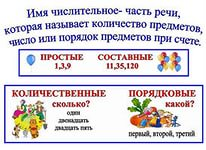 Имя числительное- часть речи,
которая называет количество предметов,
число или порядок предметов при счете.
ПРОСТЫЕ СОСТАВНЫЕ
1,3,9 11,35,120
КОЛИЧЕСТВЕННЫЕ ПОРЯДКОВЫЕ
сколько? какой?
один
двенадцать
двадцать пять
первый, второй, третий